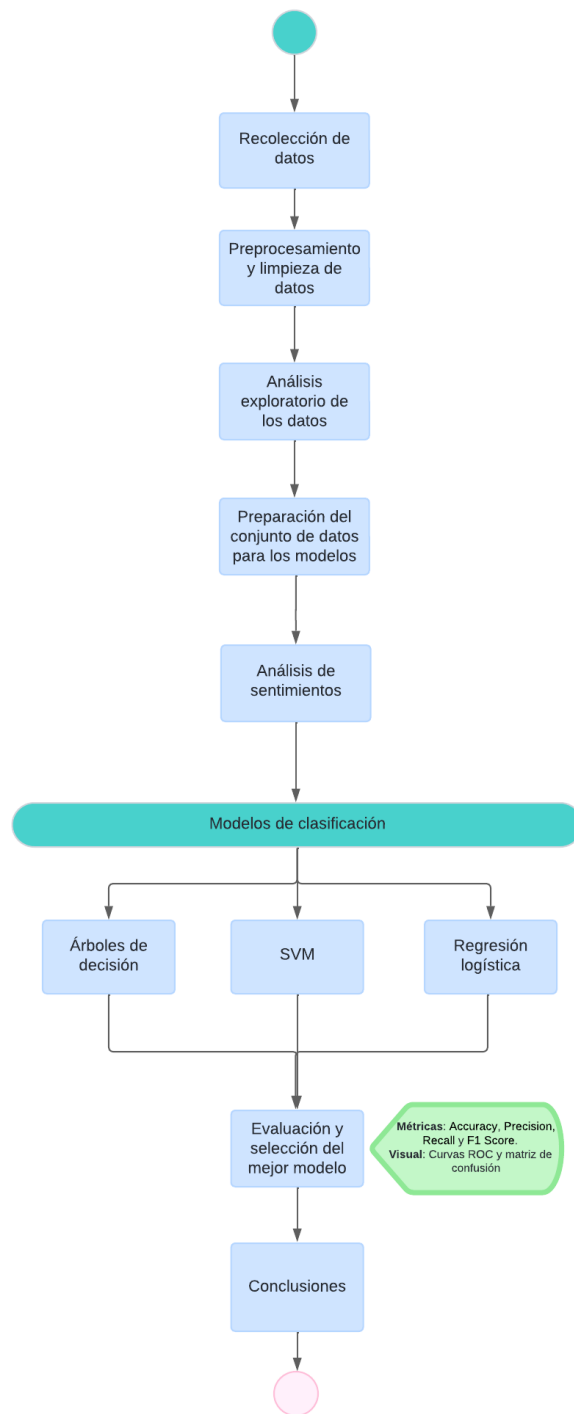 Recolección de
datos
Preprocesamiento
y limpieza de
datos
Análisis
exploratorio de
los datos
Preparación del
conjunto de datos
para los modelos
Análisis de
sentimientos
Modelos de clasificación
Árboles de
decisión
SVM
Regresión
logística
Evaluación y
selección del
mejor modelo
Métricas: Accuracy, Precision,
Recall y F1 Score.
Visual: Curvas ROC y matriz de
confusión
Conclusiones